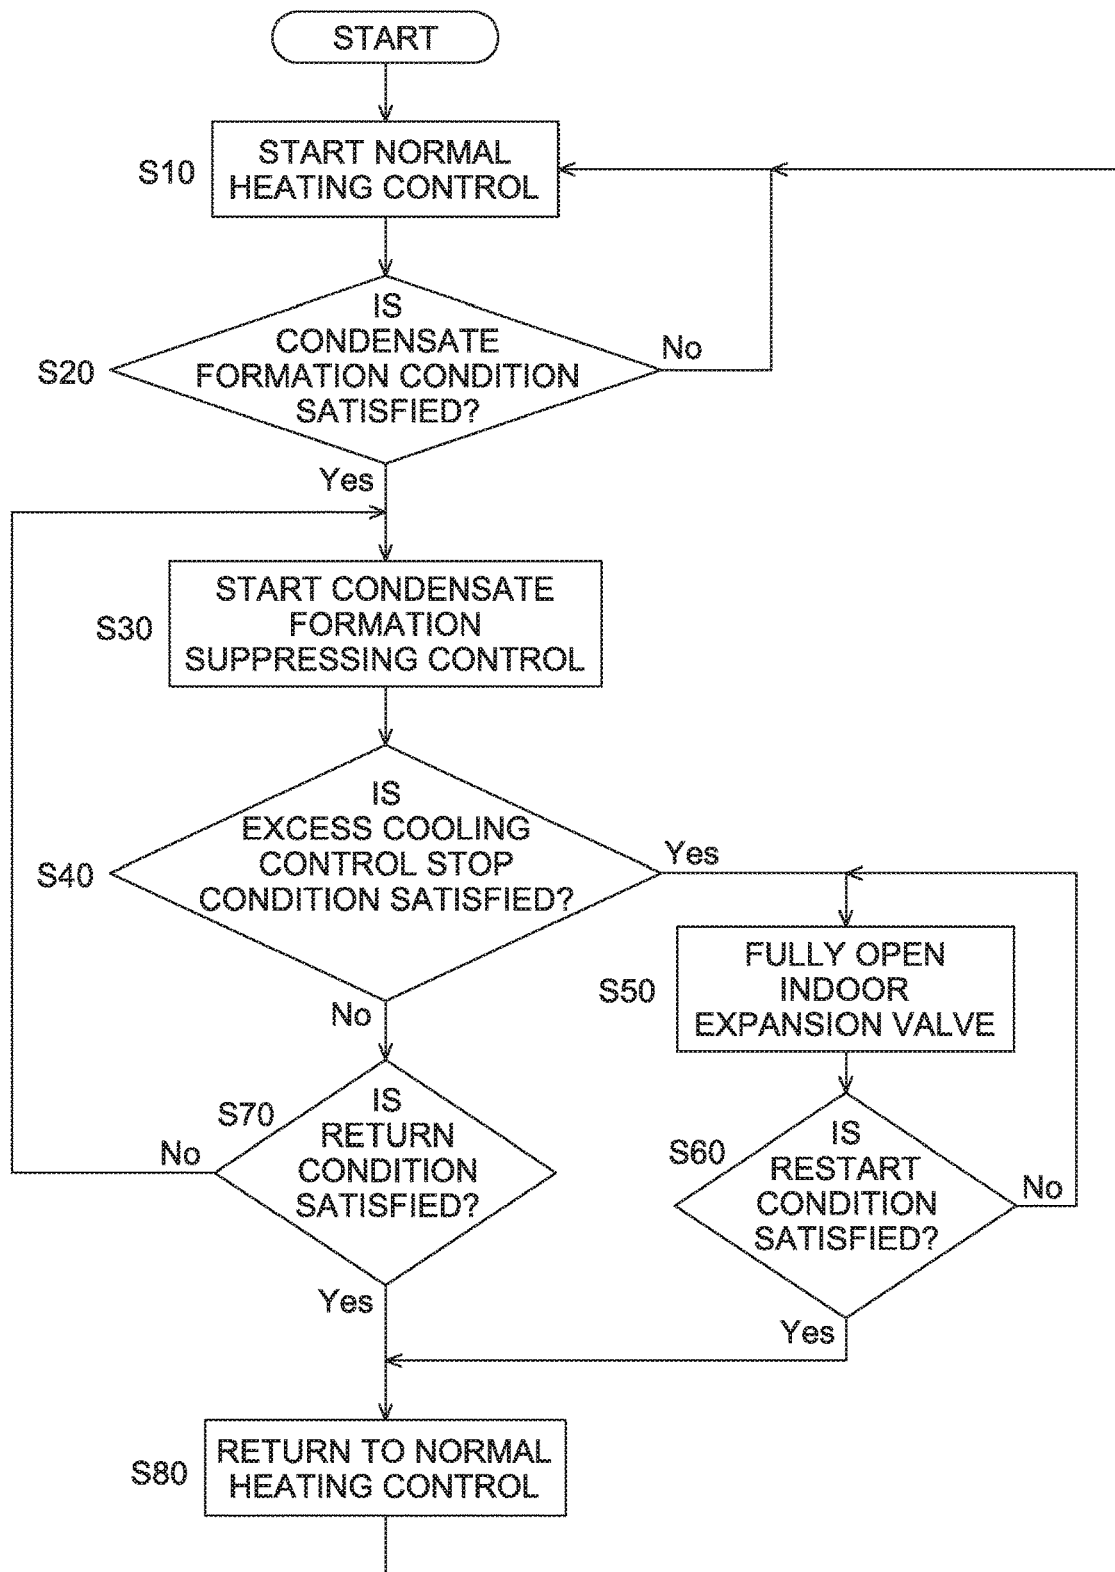 START
S10
START NORMAL
HEATING CONTROL
S20
IS
CONDENSATE
FORMATION CONDITION
SATISFIED?
No
Yes
S30
START CONDENSATE
FORMATION
SUPPRESSING CONTROL
S40
IS
EXCESS COOLING
CONTROL STOP
CONDITION SATISFIED?
Yes
No
S50
FULLY OPEN
INDOOR
EXPANSION VALVE
S60
IS
RESTART
CONDITION
SATISFIED?
No
Yes
S70
IS
RETURN
CONDITION
SATISFIED?
No
Yes
S80
RETURN TO NORMAL
HEATING CONTROL